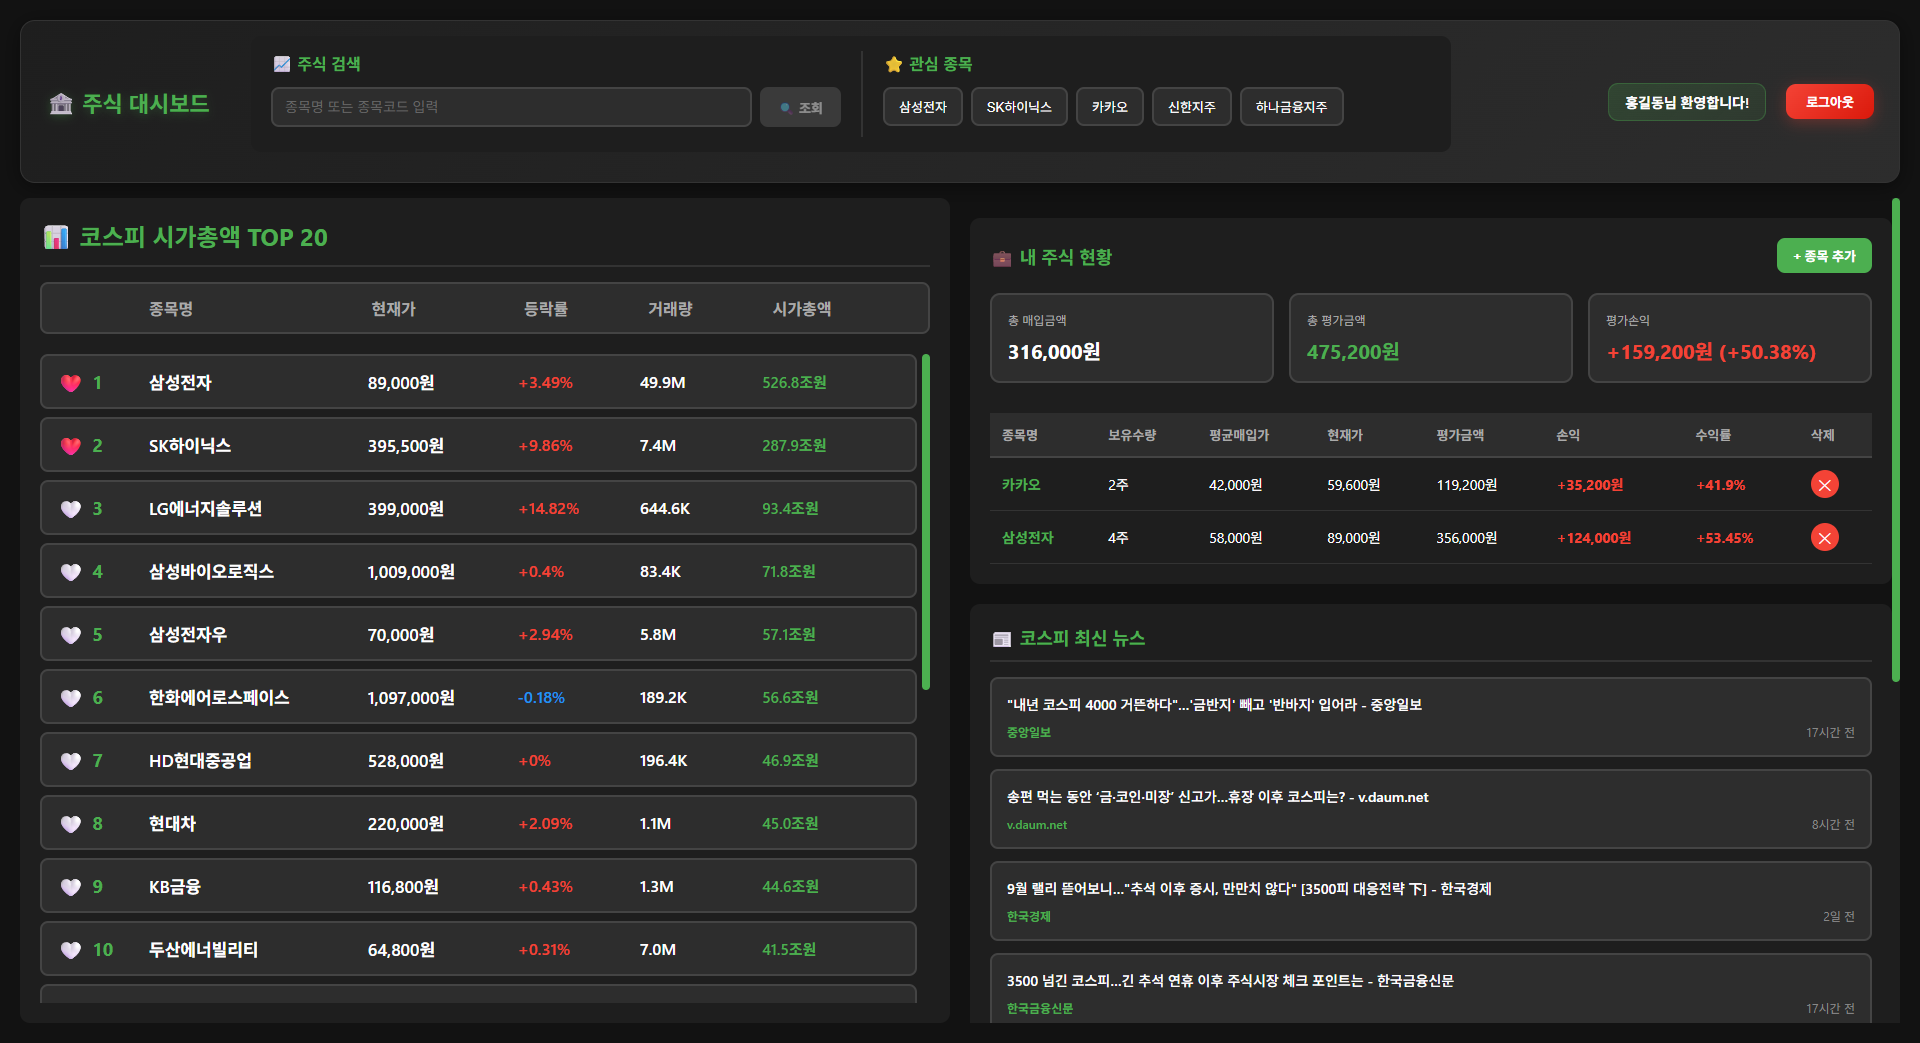 주식 대시보드
주식 검색
종목명 또는 종목코드 입력
조회
관심 종목
삼성전자 SK하이닉스 카카오 신한지주 하나금융지주
홍길동님 환영합니다!
로그아웃
코스피 시가총액 TOP 20
종목명 현재가 등락률 거래량 시가총액
1 삼성전자 89,000원 +3.49% 49.9M 526.8조원
2 SK하이닉스 395,500원 +9.86% 7.4M 287.9조원
3 LG에너지솔루션 399,000원 +14.82% 644.6K 93.4조원
4 삼성바이오로직스 1,009,000원 +0.4% 83.4K 71.8조원
5 삼성전자우 70,000원 +2.94% 5.8M 57.1조원
6 한화에어로스페이스 1,097,000원 -0.18% 189.2K 56.6조원
7 HD현대중공업 528,000원 +0% 196.4K 46.9조원
8 현대차 220,000원 +2.09% 1.1M 45.0조원
9 KB금융 116,800원 +0.43% 1.3M 44.6조원
10 두산에너빌리티 64,800원 +0.31% 7.0M 41.5조원
내 주식 현황
+ 종목 추가
총 매입금액
316,000원
총 평가금액
475,200원
평가손익
+159,200원 (+50.38%)
종목명 보유수량 평균매입가 현재가 평가금액 손익 수익률 삭제
카카오 2주 42,000원 59,600원 119,200원 +35,200원 +41.9%
삼성전자 4주 58,000원 89,000원 356,000원 +124,000원 +53.45%
코스피 최신 뉴스
"내년 코스피 4000 거뜬하다"...'금반지' 빼고 '반바지' 입어라 - 중앙일보
중앙일보 17시간 전
송편 먹는 동안 ‘금·코인·미장’ 신고가…휴장 이후 코스피는? - v.daum.net
v.daum.net 8시간 전
9월 랠리 뜯어보니…"추석 이후 증시, 만만치 않다" [3500피 대응전략 下] - 한국경제
한국경제 2일 전
3500 넘긴 코스피…긴 추석 연휴 이후 주식시장 체크 포인트는 - 한국금융신문
한국금융신문 17시간 전